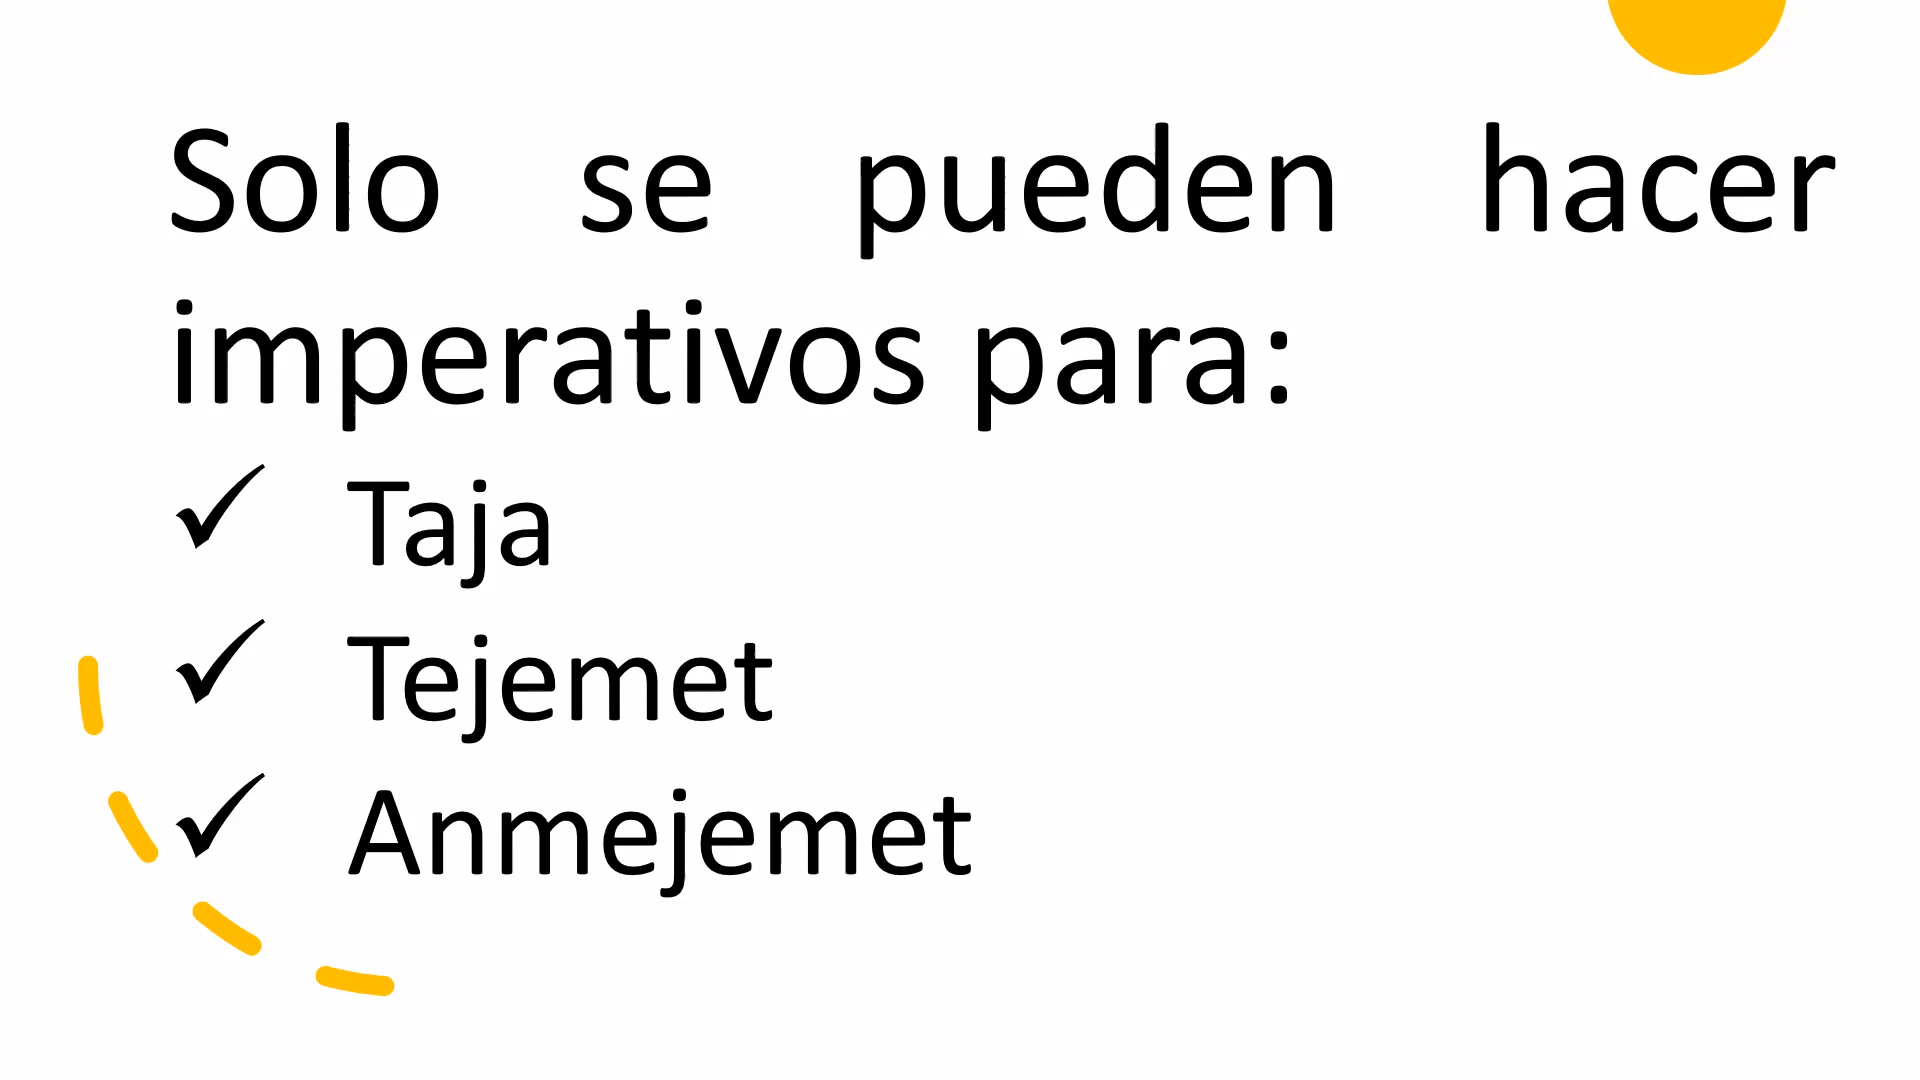 Solo se pueden hacer
imperativos para:
✓ Taja
✓ Tejemet
✓ Anmejemet